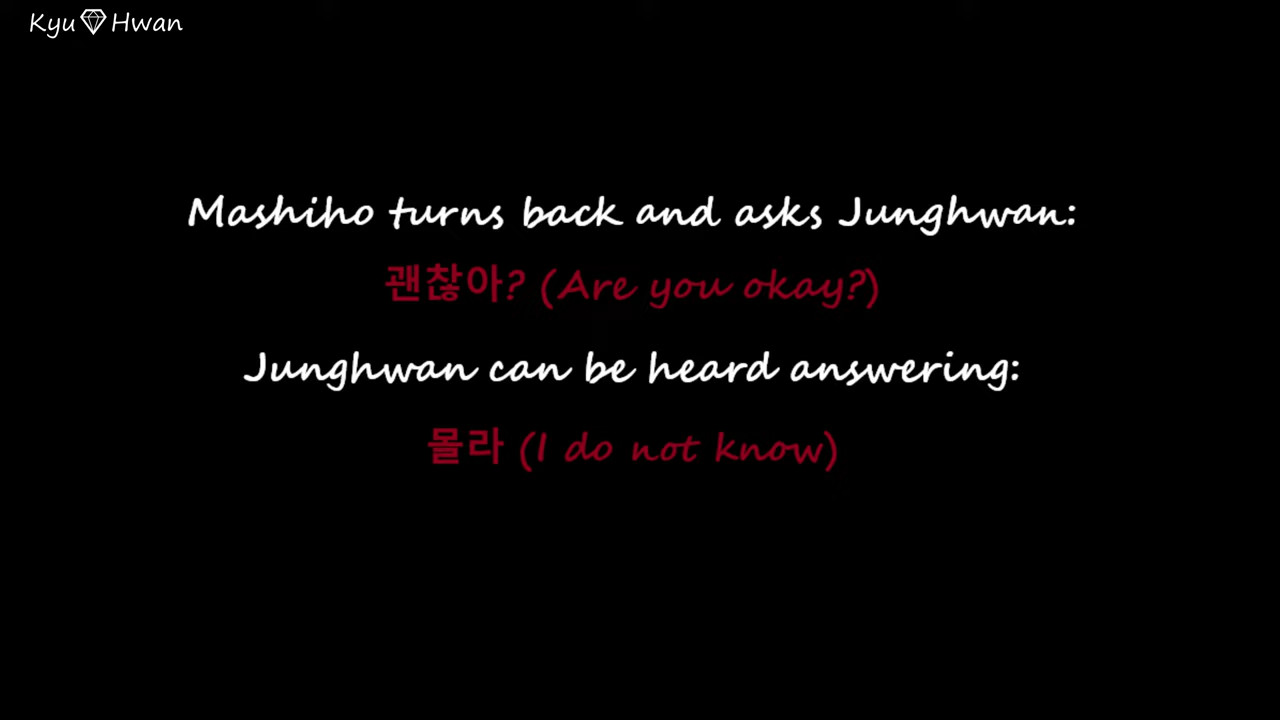 Kyu Hwan
Mashiho turns back and asks Junghwan:
괜찮아? (Are you okay?)
Junghwan can be heard answering:
몰라 (I do not know)